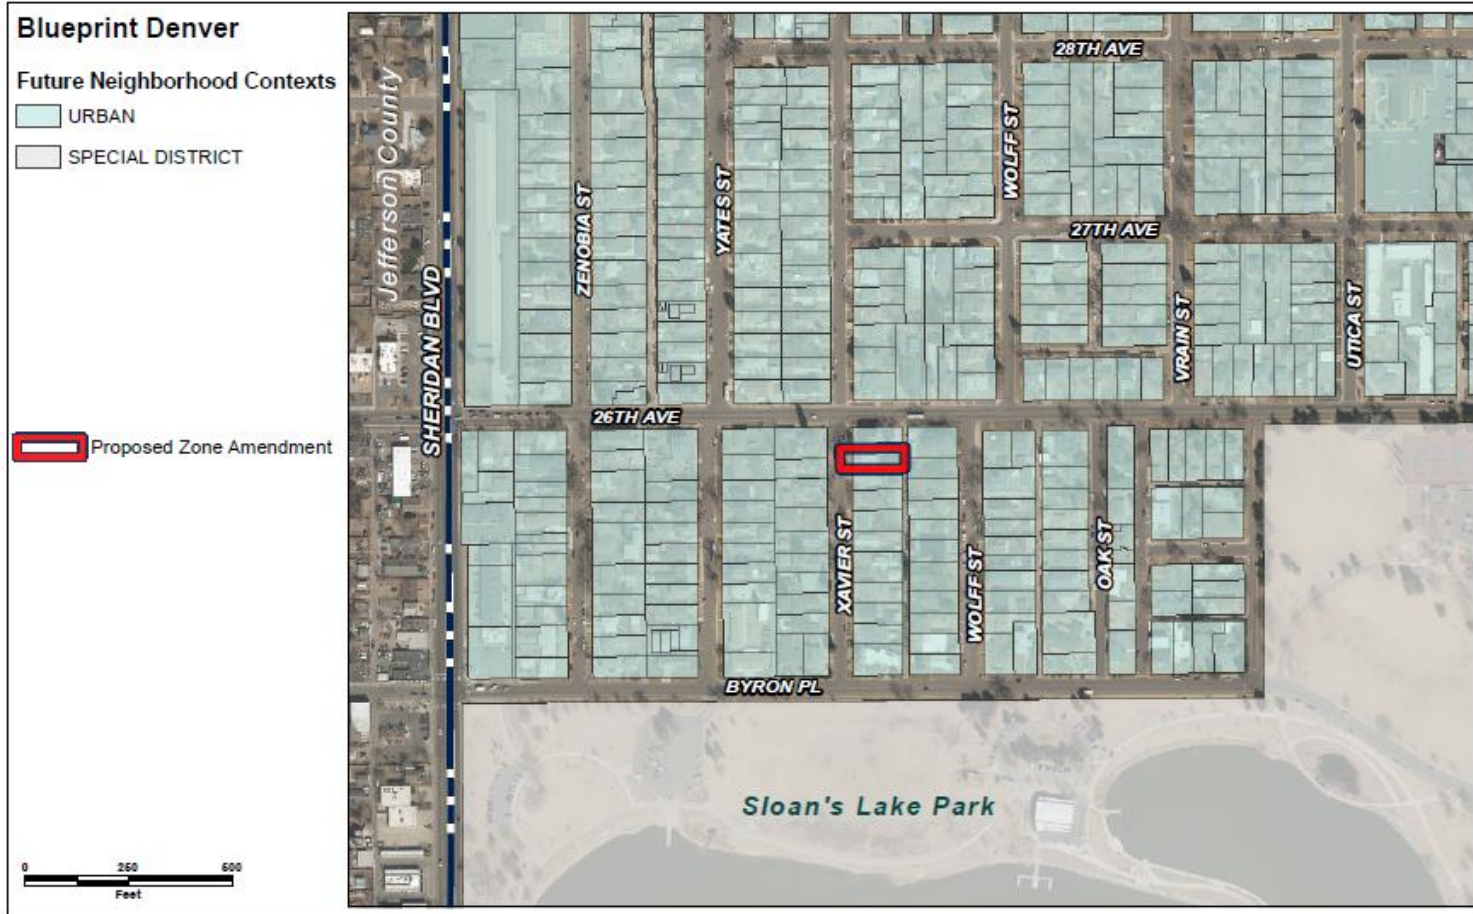 Blueprint Denver
Future Neighborhood Contexts
URBAN
SPECIAL DISTRICT
Proposed Zone Amendment
0 250 500
Feet
Jefferson County
SHERIDAN BLVD
ZENOBIA ST
YATES ST
28TH AVE
WOLFF ST
27TH AVE
VRAIN ST
UTICA ST
26TH AVE
XAVIER ST
WOLFF ST
OAK ST
BYRON PL
Sloan's Lake Park